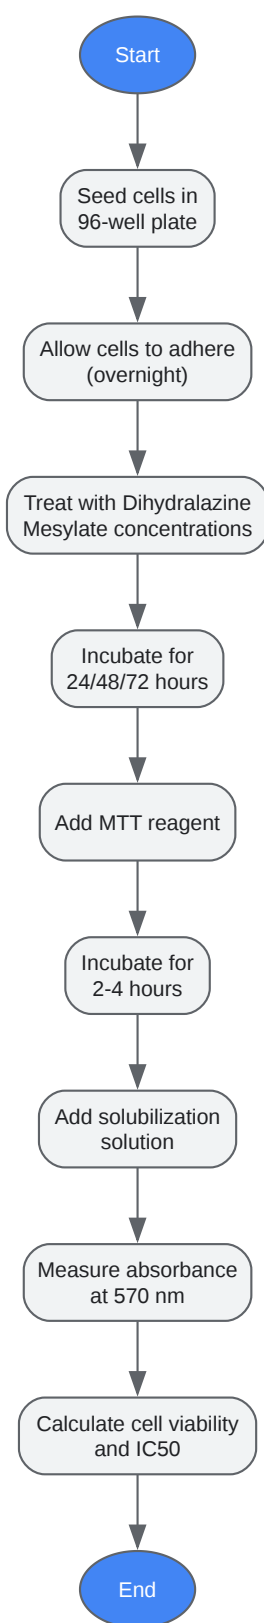 Start
Seed cells in
96-well plate
Allow cells to adhere
(overnight)
Treat with Dihydralazine
Mesylate concentrations
Incubate for
24/48/72 hours
Add MTT reagent
Incubate for
2-4 hours
Add solubilization
solution
Measure absorbance
at 570 nm
Calculate cell viability
and IC50
End